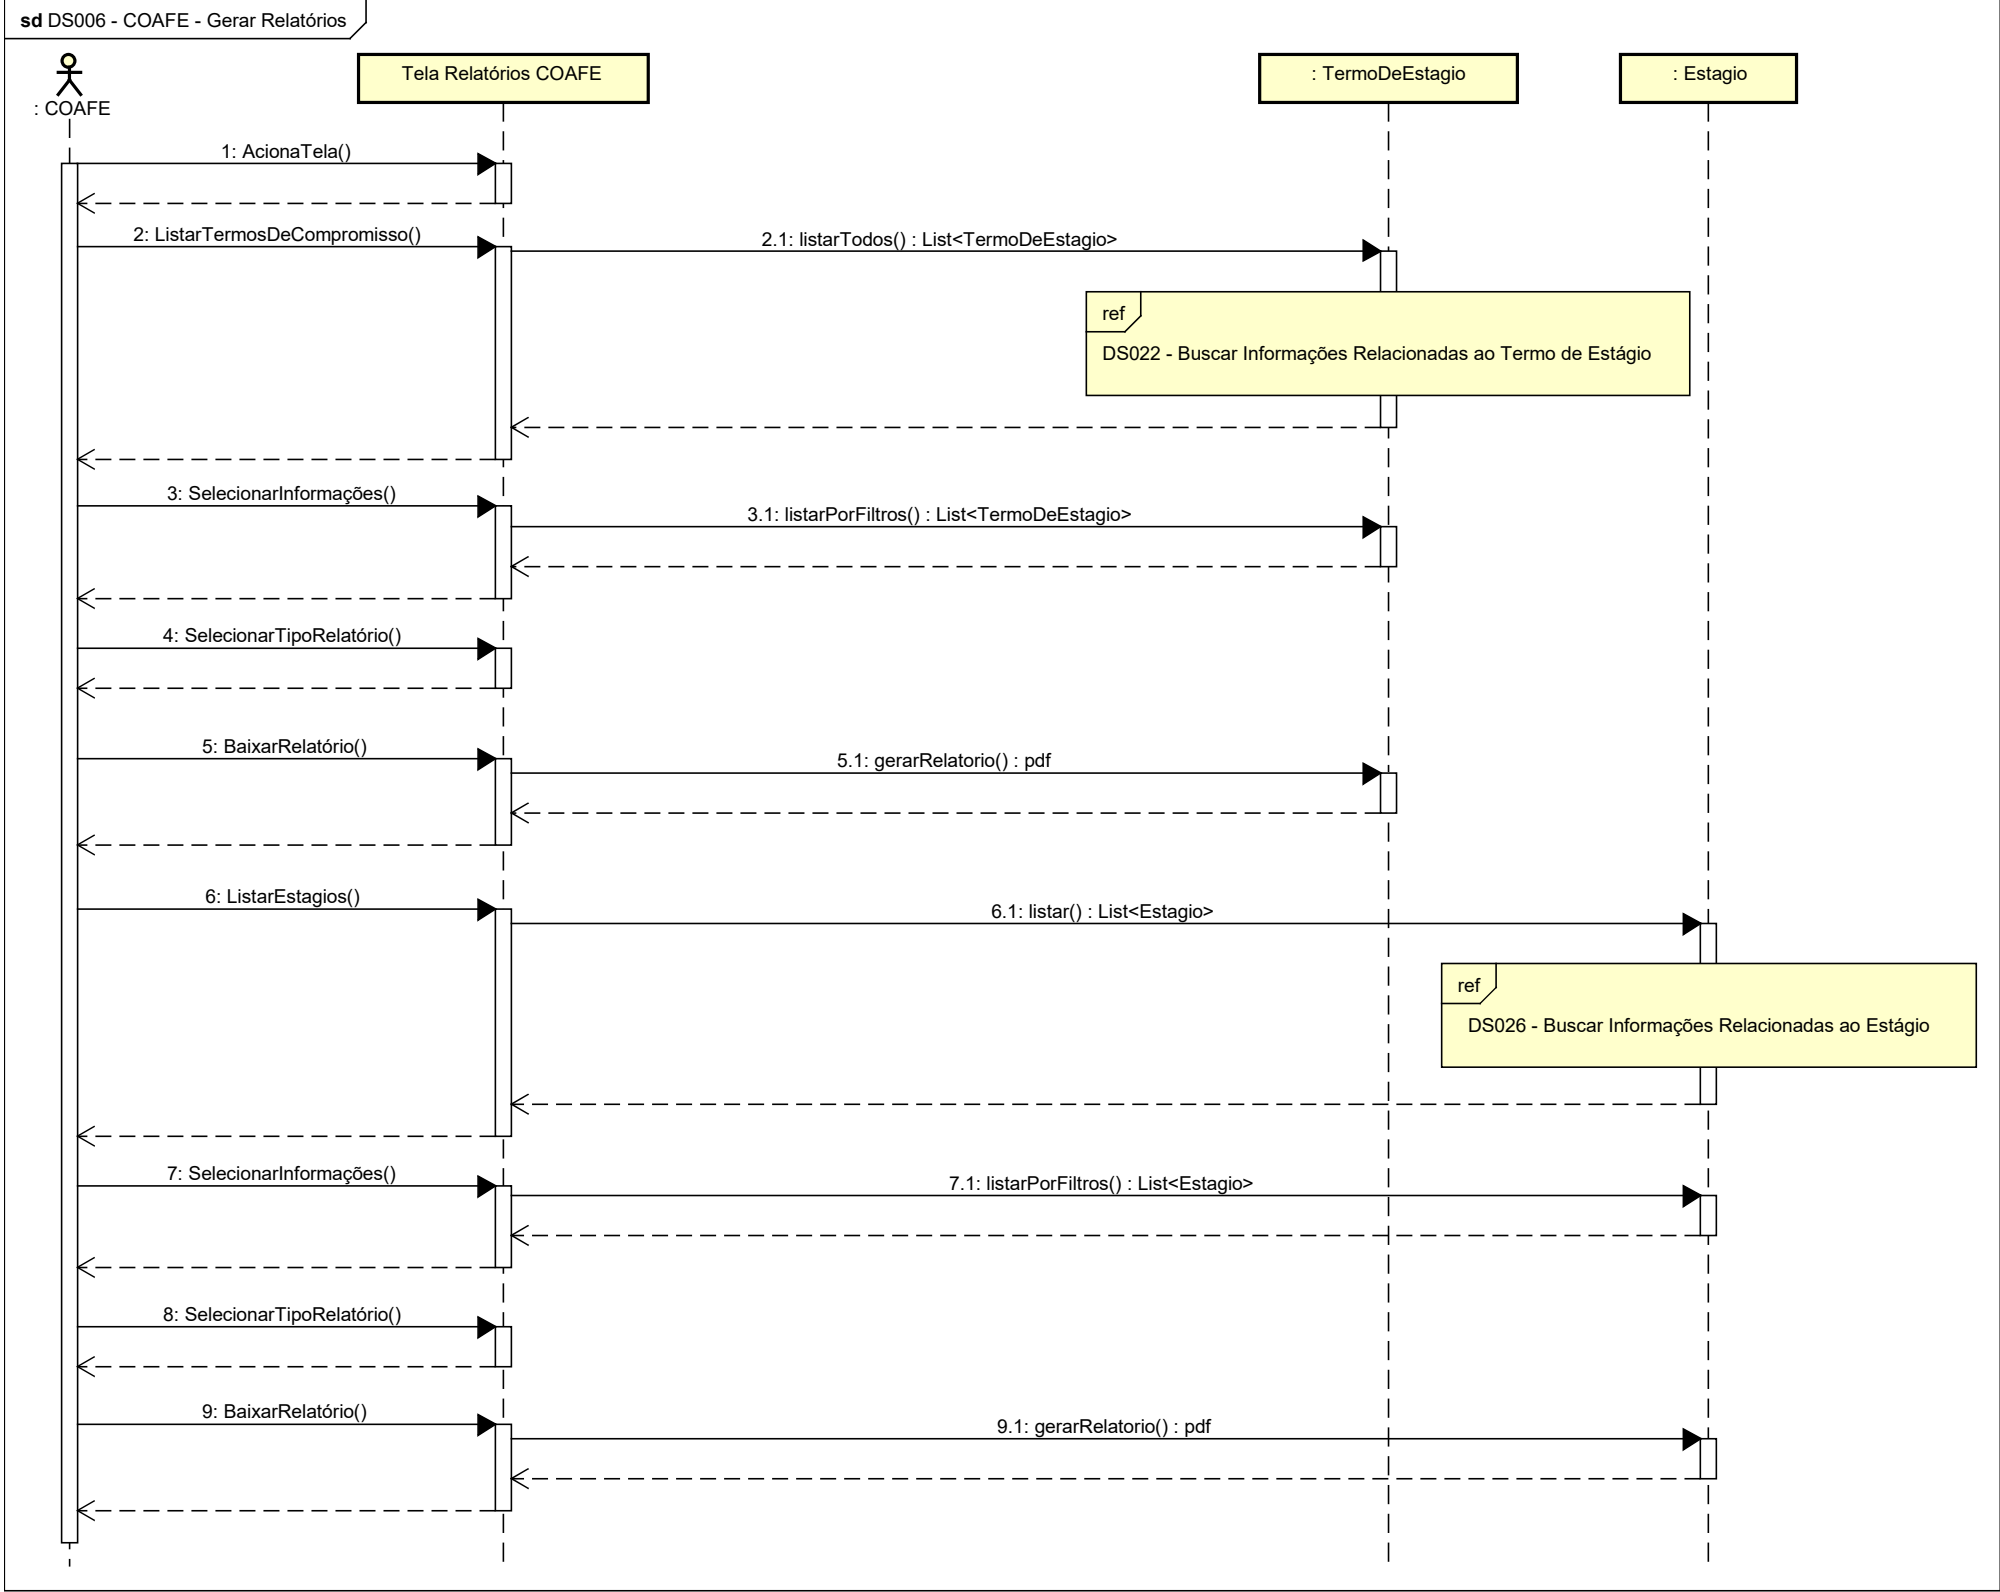 sd DS006 - COAFE - Gerar Relatórios
: COAFE
Tela Relatórios COAFE
: TermoDeEstagio
: Estagio
1: AcionaTela()
2: ListarTermosDeCompromisso()
2.1: listarTodos() : List<TermoDeEstagio>
ref
DS022 - Buscar Informações Relacionadas ao Termo de Estágio
3: SelecionarInformações()
3.1: listarPorFiltros() : List<TermoDeEstagio>
4: SelecionarTipoRelatório()
5: BaixarRelatório()
5.1: gerarRelatorio() : pdf
6: ListarEstagios()
6.1: listar() : List<Estagio>
ref
DS026 - Buscar Informações Relacionadas ao Estágio
7: SelecionarInformações()
7.1: listarPorFiltros() : List<Estagio>
8: SelecionarTipoRelatório()
9: BaixarRelatório()
9.1: gerarRelatorio() : pdf